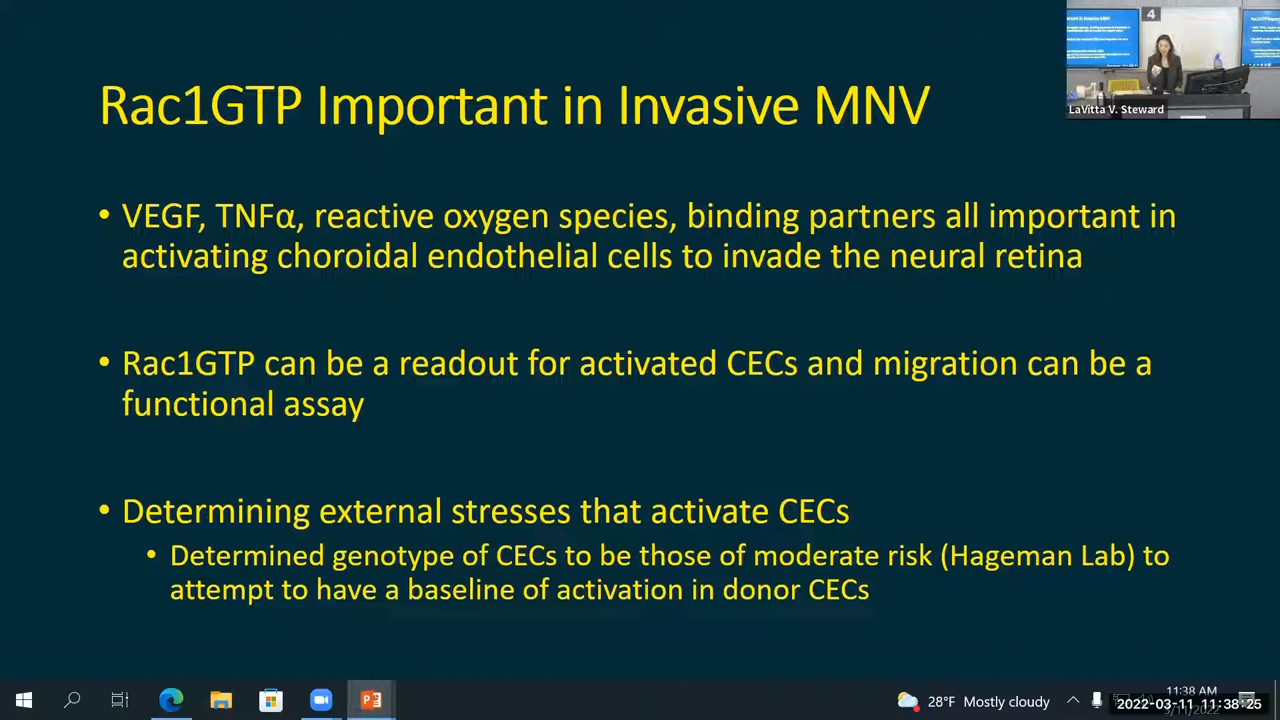 Rac1GTP Important in Invasive MNV
4
LaVitta V. Steward
• VEGF, TNFα, reactive oxygen species, binding partners all important in
activating choroidal endothelial cells to invade the neural retina
• Rac1GTP can be a readout for activated CECs and migration can be a
functional assay
• Determining external stresses that activate CECs
• Determined genotype of CECs to be those of moderate risk (Hageman Lab) to
attempt to have a baseline of activation in donor CECs
28°F Mostly cloudy
11:38 AM
2022-03-11 11:38:25